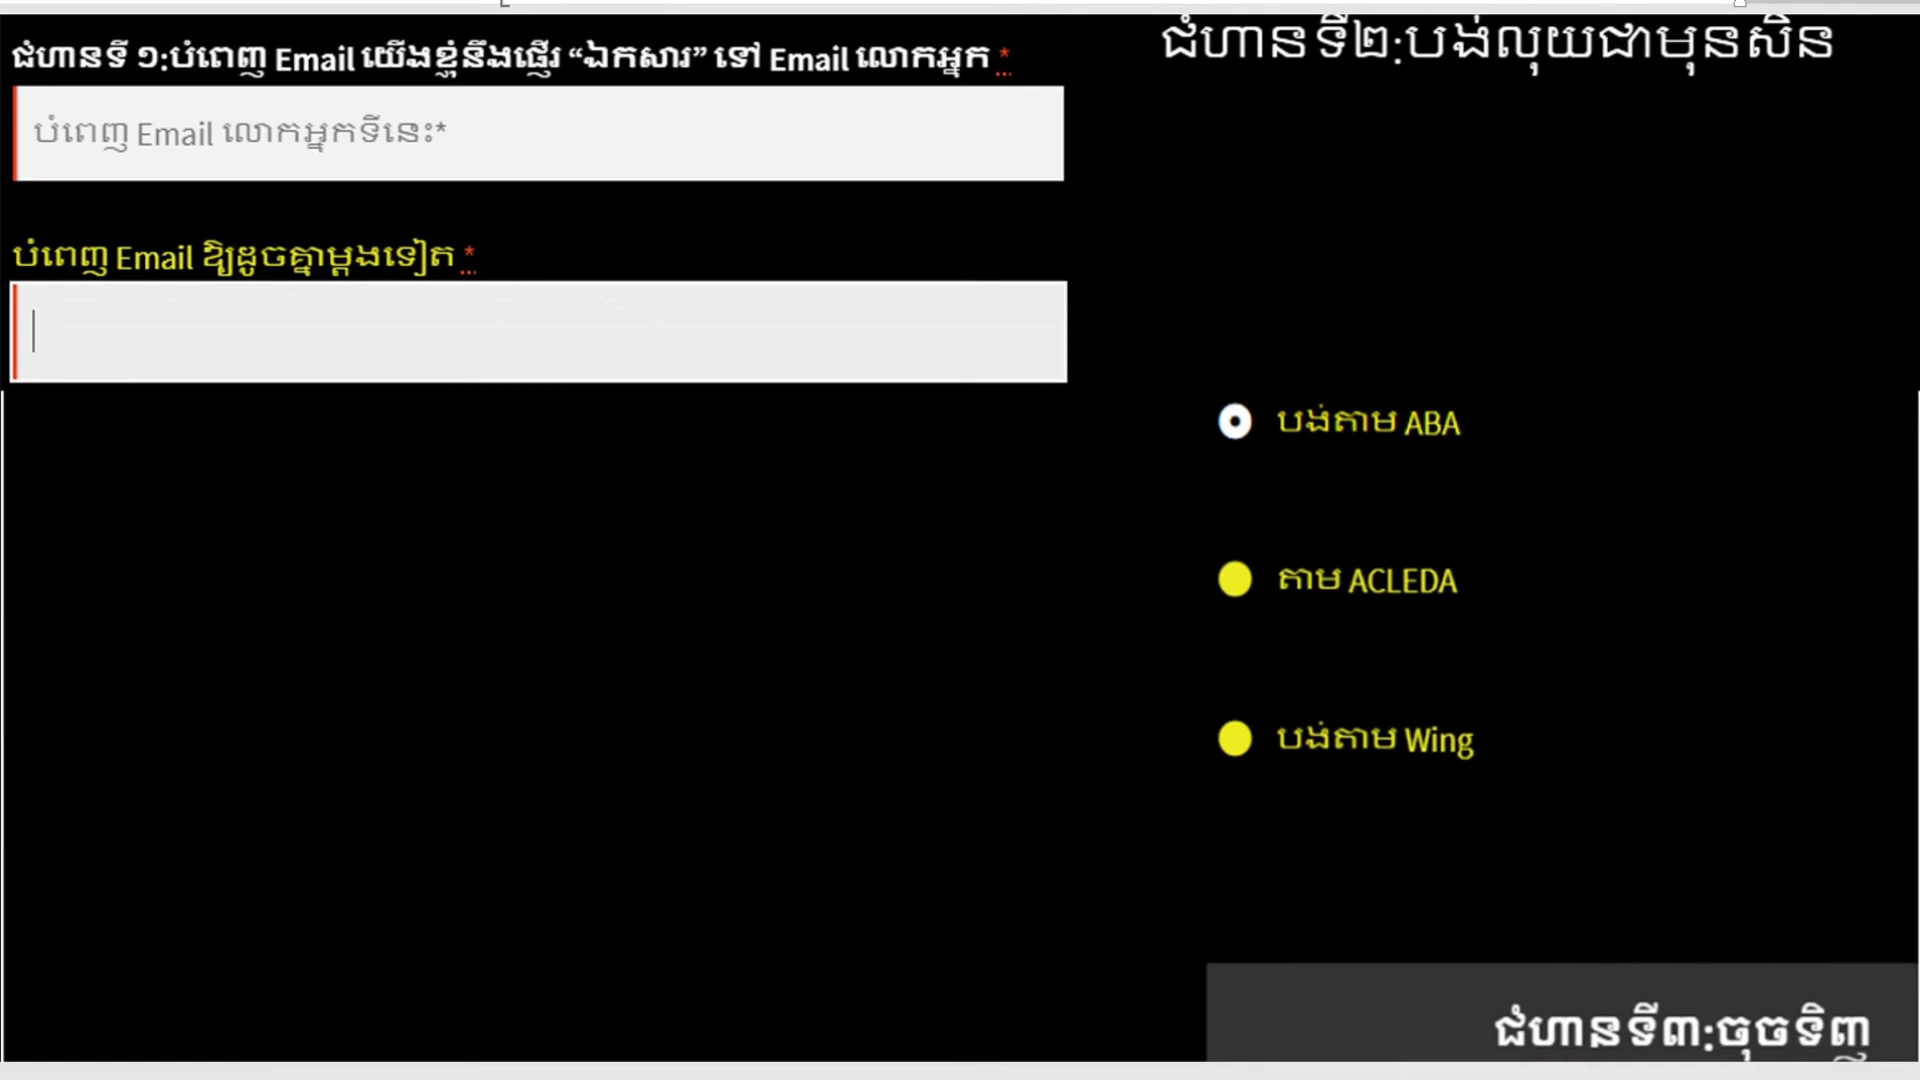 ជំហានទី ១:បំពេញ Email យើងខ្ញុំនឹងផ្ញើរ “ឯកសារ” ទៅ Email លោកអ្នក *
បំពេញ Email លោកអ្នកទីនេះ*
បំពេញ Email ឱ្យដូចគ្នាម្ដងទៀត *
ជំហានទី២:បង់លុយជាមុនសិន
បង់តាម ABA
តាម ACLEDA
បង់តាម Wing
ជំហានទី៣:ចុចទិញ